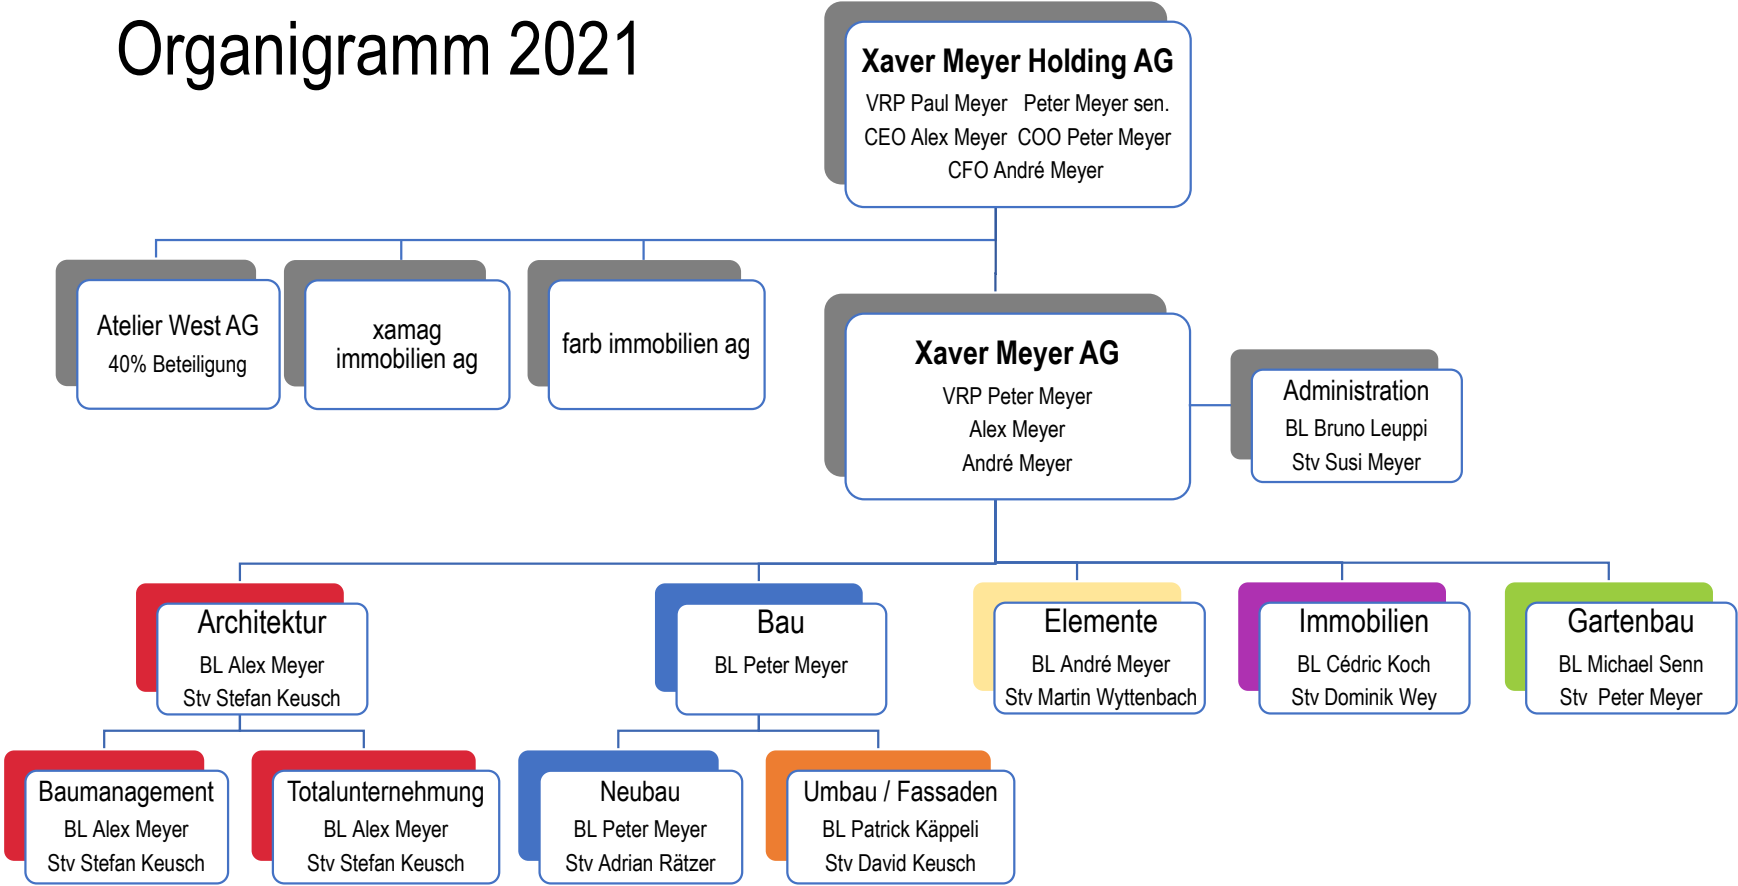 Organigramm 2021
Xaver Meyer Holding AG
VRP Paul Meyer Peter Meyer sen.
CEO Alex Meyer COO Peter Meyer
CFO André Meyer
Atelier West AG
40% Beteiligung
xamag
immobilien ag
farb immobilien ag
Xaver Meyer AG
VRP Peter Meyer
Alex Meyer
André Meyer
Administration
BL Bruno Leuppi
Stv Susi Meyer
Architektur
BL Alex Meyer
Stv Stefan Keusch
Bau
BL Peter Meyer
Elemente
BL André Meyer
Stv Martin Wyttenbach
Immobilien
BL Cédric Koch
Stv Dominik Wey
Gartenbau
BL Michael Senn
Stv Peter Meyer
Baumanagement
BL Alex Meyer
Stv Stefan Keusch
Totalunternehmung
BL Alex Meyer
Stv Stefan Keusch
Neubau
BL Peter Meyer
Stv Adrian Rätzer
Umbau / Fassaden
BL Patrick Käppeli
Stv David Keusch